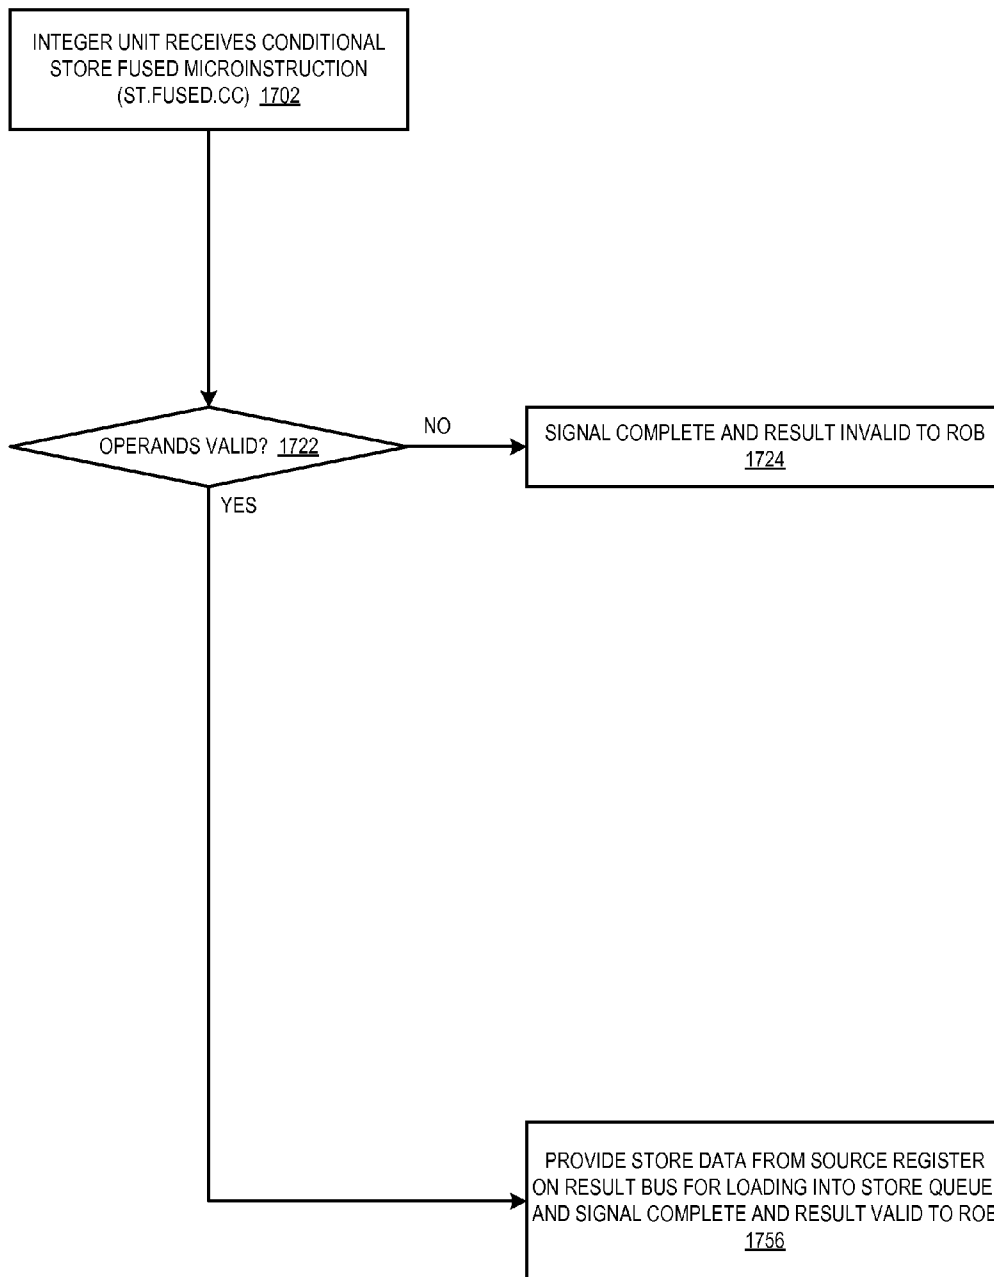 INTEGER UNIT RECEIVES CONDITIONAL
STORE FUSED MICROINSTRUCTION
(ST.FUSED.CC) 1702
OPERANDS VALID? 1722
NO
SIGNAL COMPLETE AND RESULT INVALID TO ROB
1724
YES
PROVIDE STORE DATA FROM SOURCE REGISTER
ON RESULT BUS FOR LOADING INTO STORE QUEUE
AND SIGNAL COMPLETE AND RESULT VALID TO ROB
1756